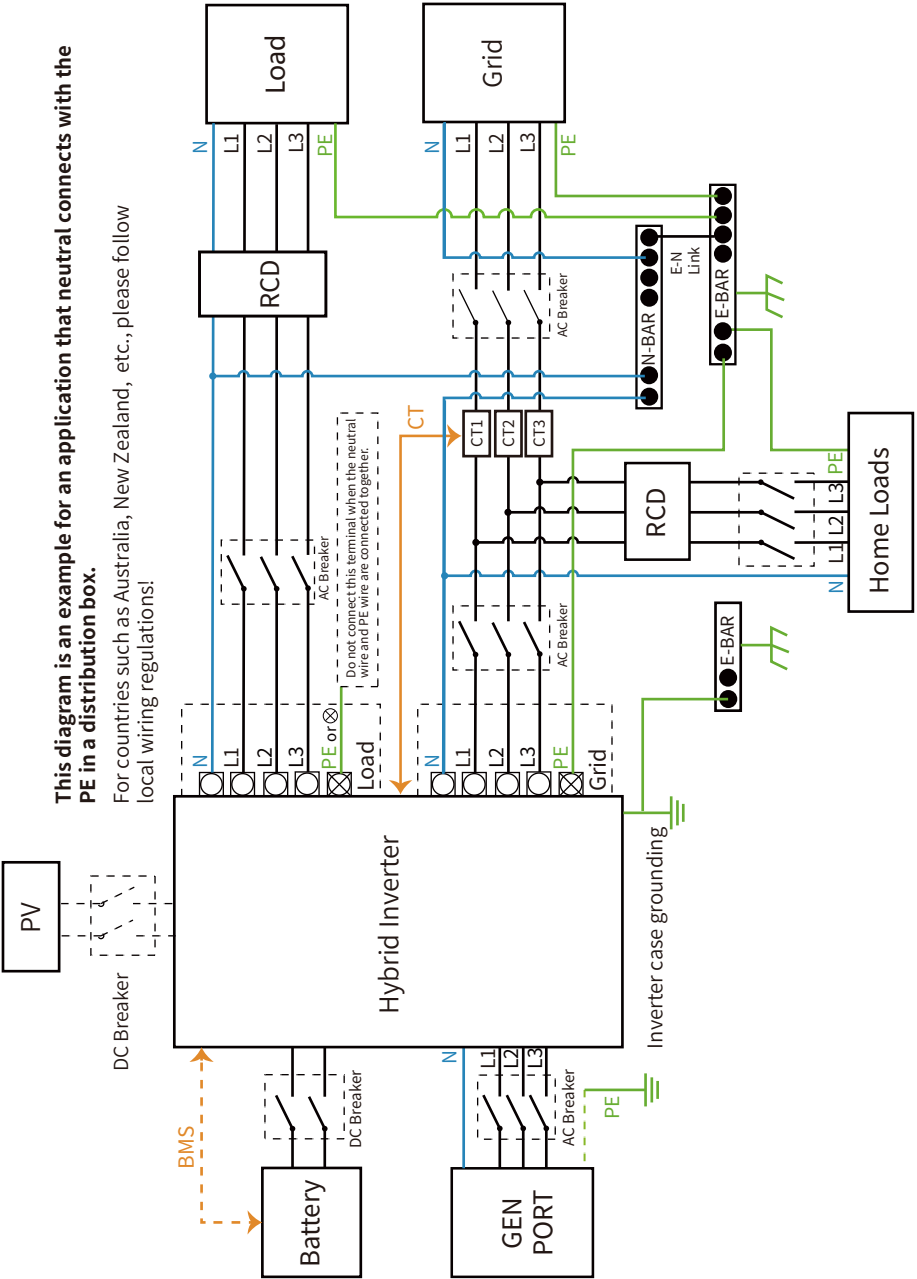 This diagram is an example for an application that neutral connects with the
PE in a distribution box.
For countries such as Australia, New Zealand, etc., please follow
local wiring regulations!
PV
DC Breaker
BMS
Battery
DC Breaker
GEN
PORT
N
L1
L2
L3
AC Breaker
PE
Hybrid Inverter
Inverter case grounding
N
L1
L2
L3
PE or
Load
AC Breaker
Do not connect this terminal when the neutral
wire and PE wire are connected together.
RCD
N
L1
L2
L3
PE
Load
CT
N
L1
L2
L3
PE
Grid
AC Breaker
CT1
CT2
CT3
AC Breaker
N
L1
L2
L3
PE
Grid
N-BAR
E-N
Link
E-BAR
E-BAR
RCD
N
L1
L2
L3
PE
Home Loads